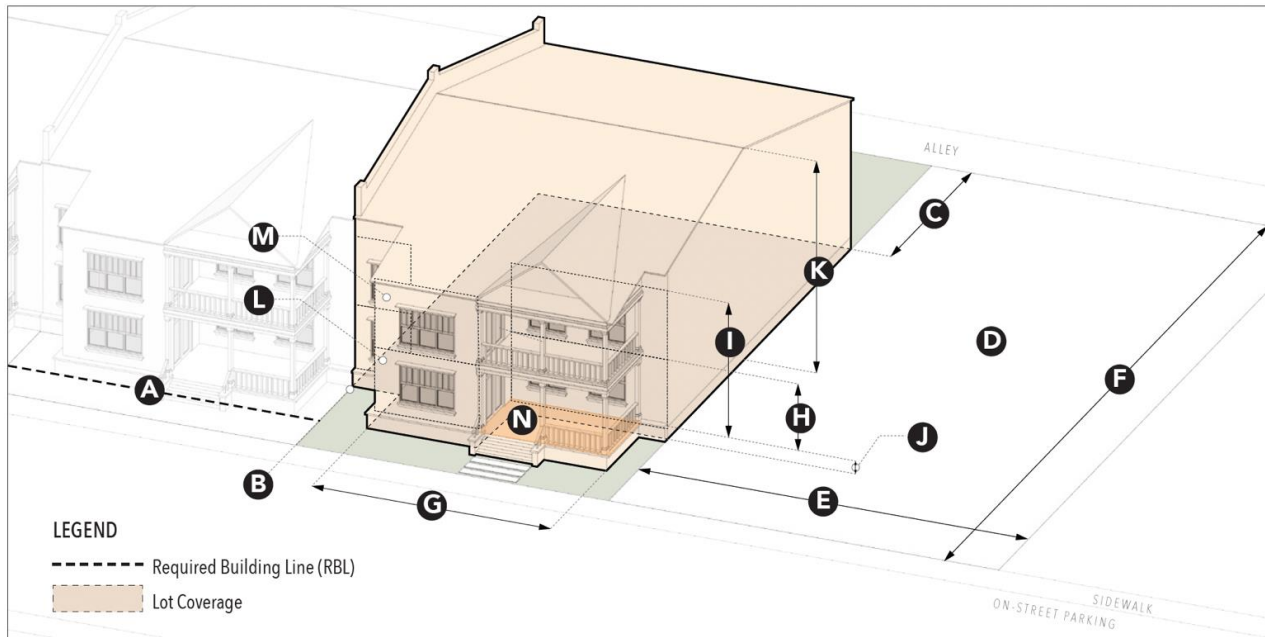 ALLEY
C
M
K
L
I
D
F
A
H
N
J
B
G
E
LEGEND
Required Building Line (RBL)
Lot Coverage
SIDEWALK
ON-STREET PARKING